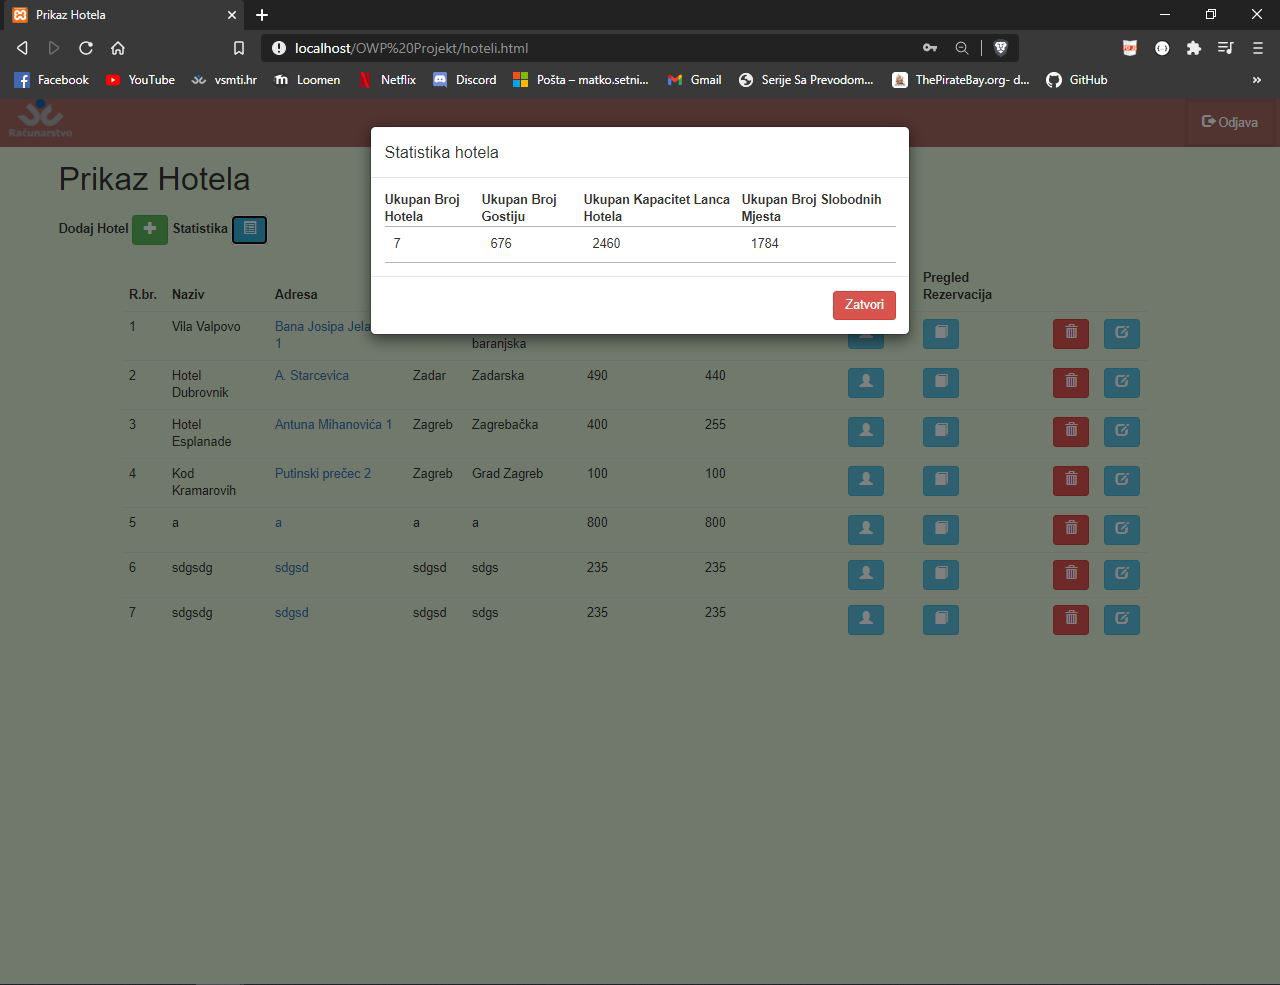 Prikaz Hotela
localhost/OWP%20Projekt/hoteli.html
Facebook YouTube vsmti.hr Loomen Netflix Discord Pošta – matko.setni... Gmail Serije Sa Prevodom... ThePirateBay.org- d... GitHub »
Računarstvo
Odjava
Prikaz Hotela
Dodaj Hotel Statistika
Statistika hotela
Ukupan Broj Hotela Ukupan Broj Gostiju Ukupan Kapacitet Lanca Hotela Ukupan Broj Slobodnih Mjesta
7 676 2460 1784
Zatvori
R.br. Naziv Adresa Pregled Rezervacija
1 Vila Valpovo Bana Josipa Jela 1 baranjska
2 Hotel Dubrovnik A. Starcevica Zadar Zadarska 490 440
3 Hotel Esplanade Antuna Mihanovića 1 Zagreb Zagrebačka 400 255
4 Kod Kramarovih Putinski prečec 2 Zagreb Grad Zagreb 100 100
5 a a a a 800 800
6 sdgsdg sdgsd sdgsd sdgs 235 235
7 sdgsdg sdgsd sdgsd sdgs 235 235